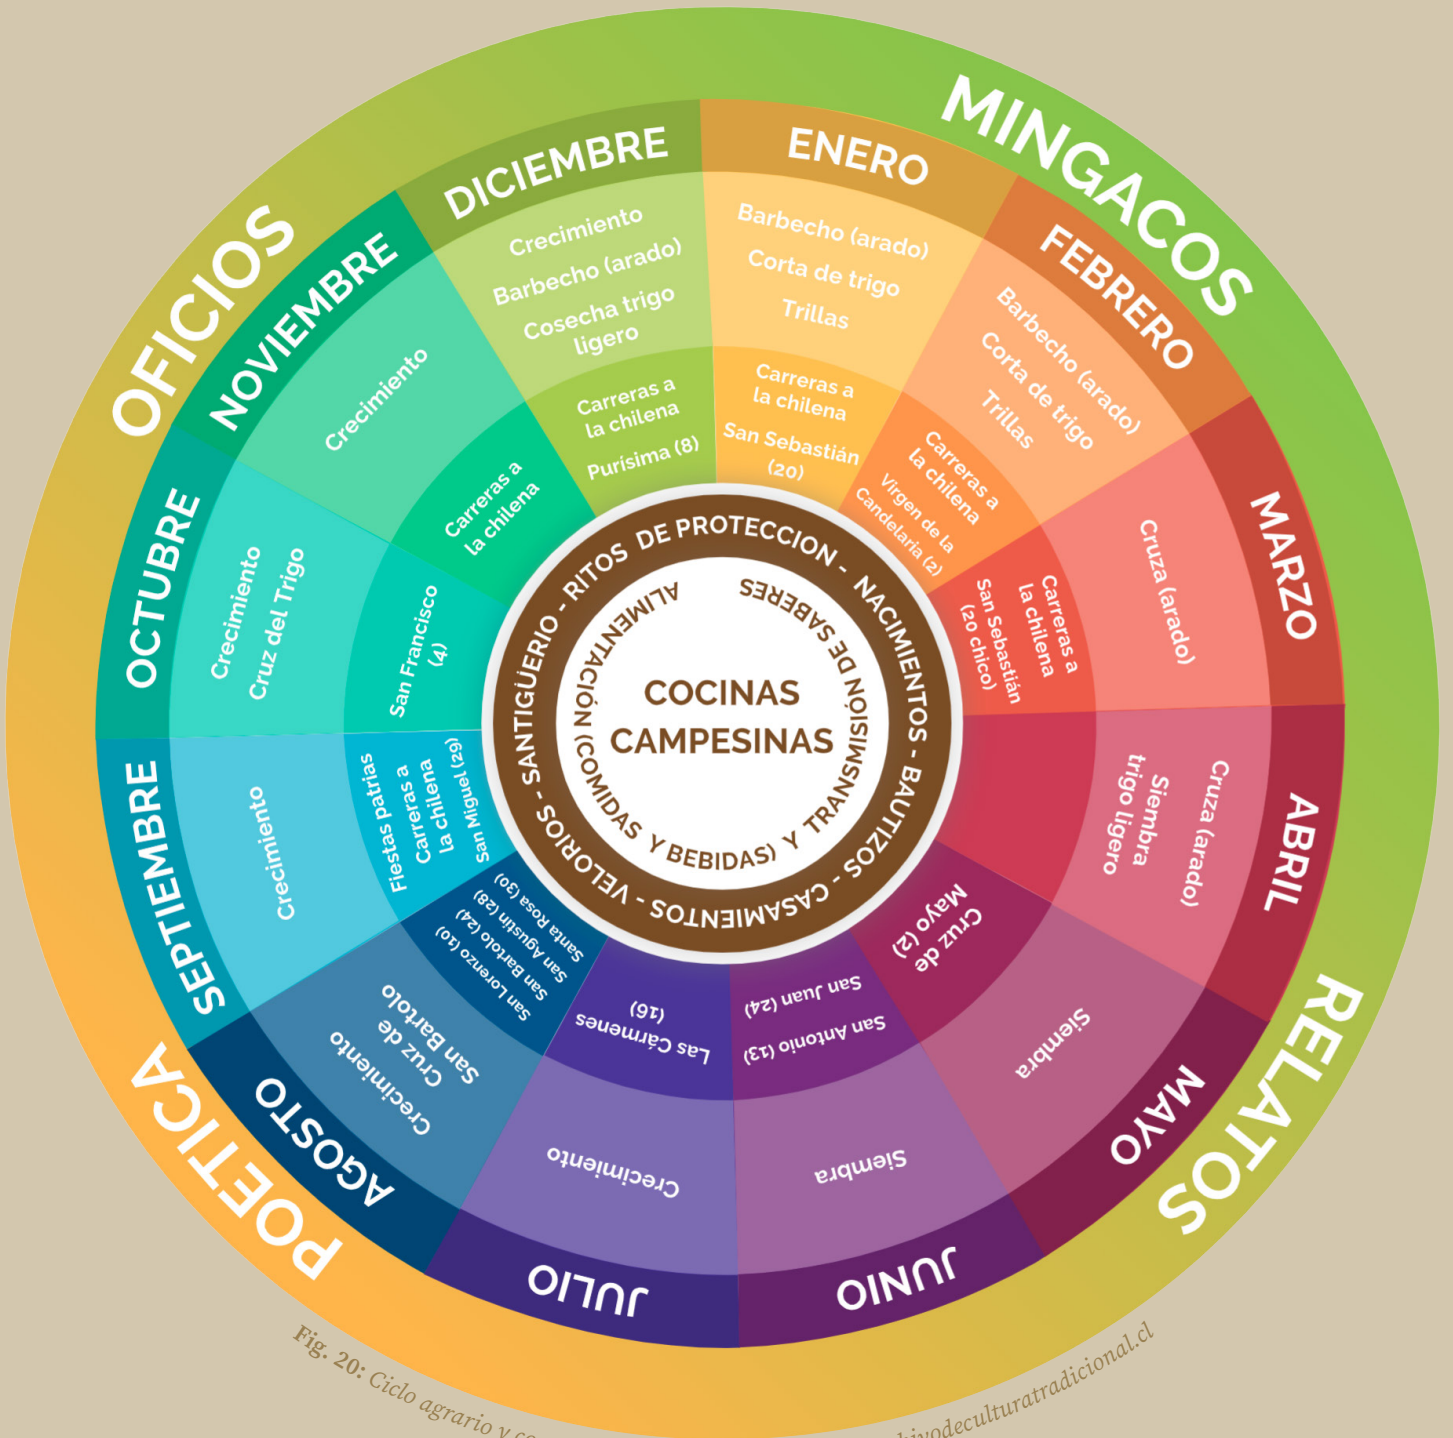 MINGACOS
RELATOS
POETICA
OFICIOS
ENERO
Barbecho (arado)
Corta de trigo
Trillas
Carreras a
la chilena
San Sebastián
(20)
FEBRERO
Barbecho (arado)
Corta de trigo
Trillas
Carreras a
la chilena
Virgen de la
Candelaria (2)
MARZO
Cruza (arado)
Carreras a
la chilena
San Sebastián
(20 chico)
ABRIL
Cruza (arado)
Siembra
trigo ligero
MAYO
Siembra
Cruz de
Mayo (2)
JUNIO
Siembra
San Antonio (13)
San Juan (24)
JULIO
Crecimiento
Las Cármenes
(16)
AGOSTO
Crecimiento
Cruz de
San Bartolo
San Lorenzo (10)
San Bartolo (24)
San Agustín (28)
Santa Rosa (30)
SEPTIEMBRE
Crecimiento
Fiestas patrias
Carreras a
la chilena
San Miguel (29)
OCTUBRE
Crecimiento
Cruz del Trigo
San Francisco
(4)
NOVIEMBRE
Crecimiento
Carreras a
la chilena
DICIEMBRE
Crecimiento
Barbecho (arado)
Cosecha trigo
ligero
Carreras a
la chilena
Purísima (8)
RITOS DE PROTECCION - NACIMIENTOS - BAUTIZOS - CASAMIENTOS - VELORIOS - SANTIGÜERIO -
ALIMENTACIÓN (COMIDAS Y BEBIDAS) Y TRANSMISIÓN DE SABERES
COCINAS
CAMPESINAS
Fig. 20: Ciclo agrario y